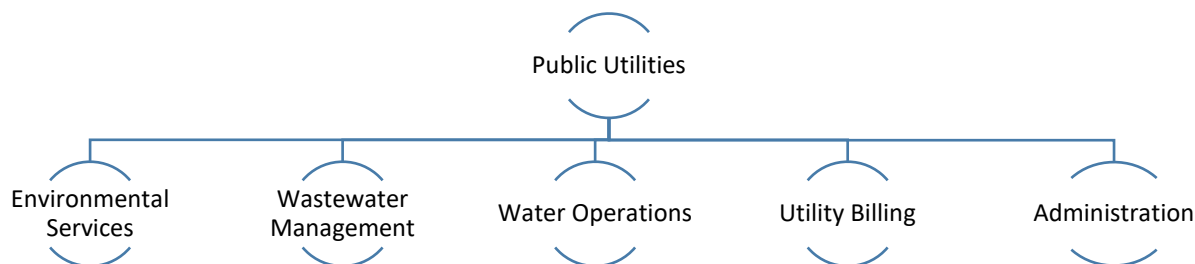 Public Utilities
Environmental
Services
Wastewater
Management
Water Operations
Utility Billing
Administration